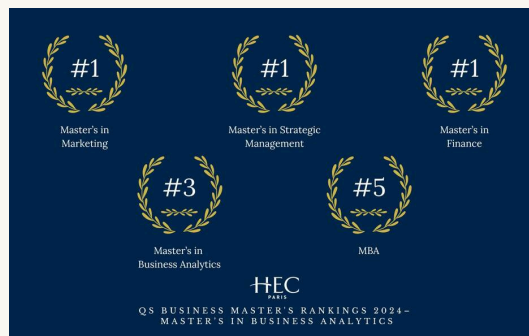 #1
#1
#1
Master's in
Marketing
Master's in Strategic
Management
Master's in
Finance
#3
#5
Master's in
Business Analytics
MBA
HEC
PARIS
QS BUSINESS MASTER'S RANKINGS 2024–
MASTER'S IN BUSINESS ANALYTICS